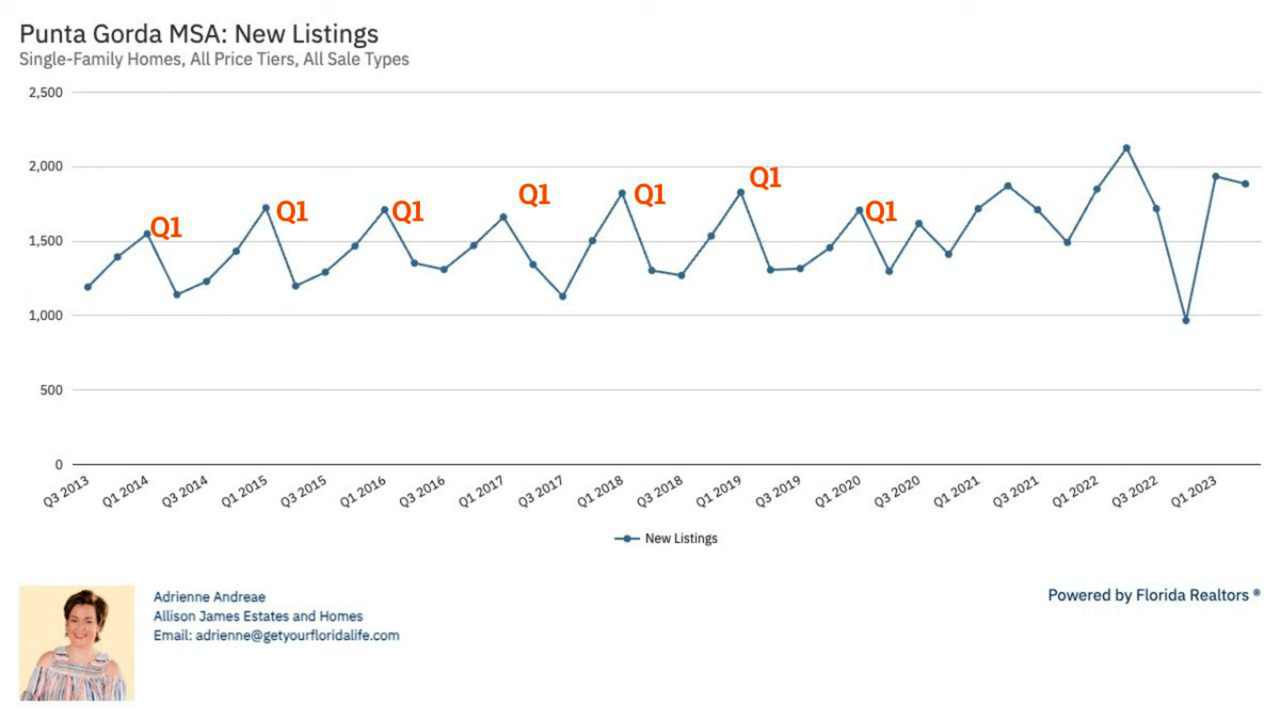 Punta Gorda MSA: New Listings
Single-Family Homes, All Price Tiers, All Sale Types
2,500
2,000
1,500
1,000
500
0
Q1
Q1
Q1
Q1
Q1
Q1
Q1
Q3 2013
Q1 2014
Q3 2014
Q1 2015
Q3 2015
Q1 2016
Q3 2016
Q1 2017
Q3 2017
Q1 2018
Q3 2018
Q1 2019
Q3 2019
Q1 2020
Q3 2020
Q1 2021
Q3 2021
Q1 2022
Q3 2022
Q1 2023
New Listings
Adrienne Andreae
Allison James Estates and Homes
Email: adrienne@getyourfloridalife.com
Powered by Florida Realtors ®